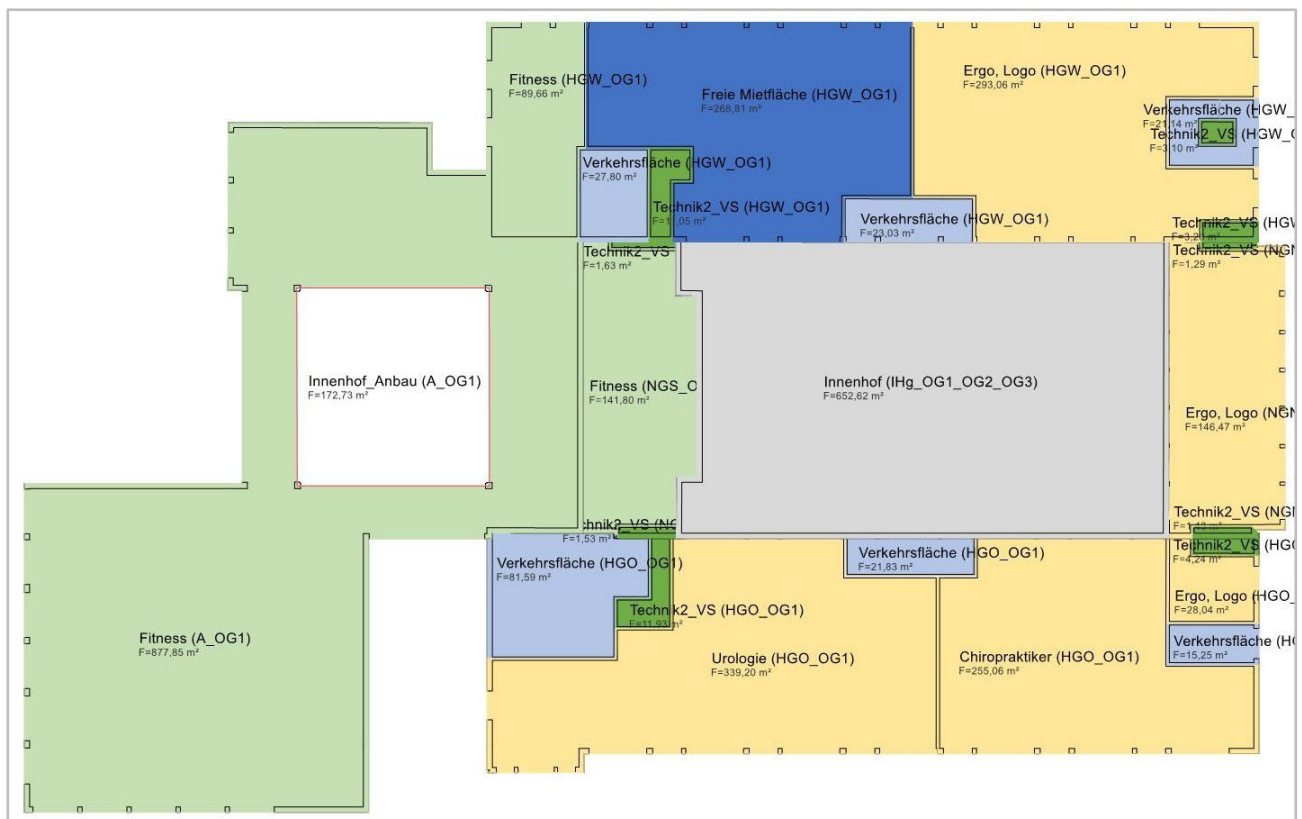 Fitness (HGW_OG1)
F=89,66 m²
Freie Mietfläche (HGW_OG1)
F=268,81 m²
Ergo, Logo (HGW_OG1)
F=293,06 m²
Verkehrsfläche (HGW_
F=21,14 m²
Technik2_VS (HGW_O
F=3,10 m²
Verkehrsfläche (HGW_OG1)
F=27,80 m²
Technik2_VS (HGW_OG1)
,05 m²
Verkehrsfläche (HGW_OG1)
F=23,03 m²
Technik2_VS (HGW
Technik2_VS
F=1,63 m²
Technik2_VS (NGN
F=1,29 m²
Innenhof_Anbau (A_OG1)
F=172,73 m²
Fitness (NGS_O
F=141,80 m²
Innenhof (IHg_OG1_OG2_OG3)
F=652,62 m²
Ergo, Logo (NGN
F=146,47 m²
chnik2_VS (NG
F=1,53 m²
Technik2_VS (NGN
Technik2_VS (HGO
F=4,24 m²
Verkehrsfläche (HGO_OG1)
F=81,59 m²
Verkehrsfläche (HGO_OG1)
F=21,83 m²
Ergo, Logo (HGO_
F=28,04 m²
Technik2_VS (HGO_OG1)
F=11,93 m²
Fitness (A_OG1)
F=877,85 m²
Urologie (HGO_OG1)
F=339,20 m²
Chiropraktiker (HGO_OG1)
F=255,06 m²
Verkehrsfläche (HG
F=15,25 m²